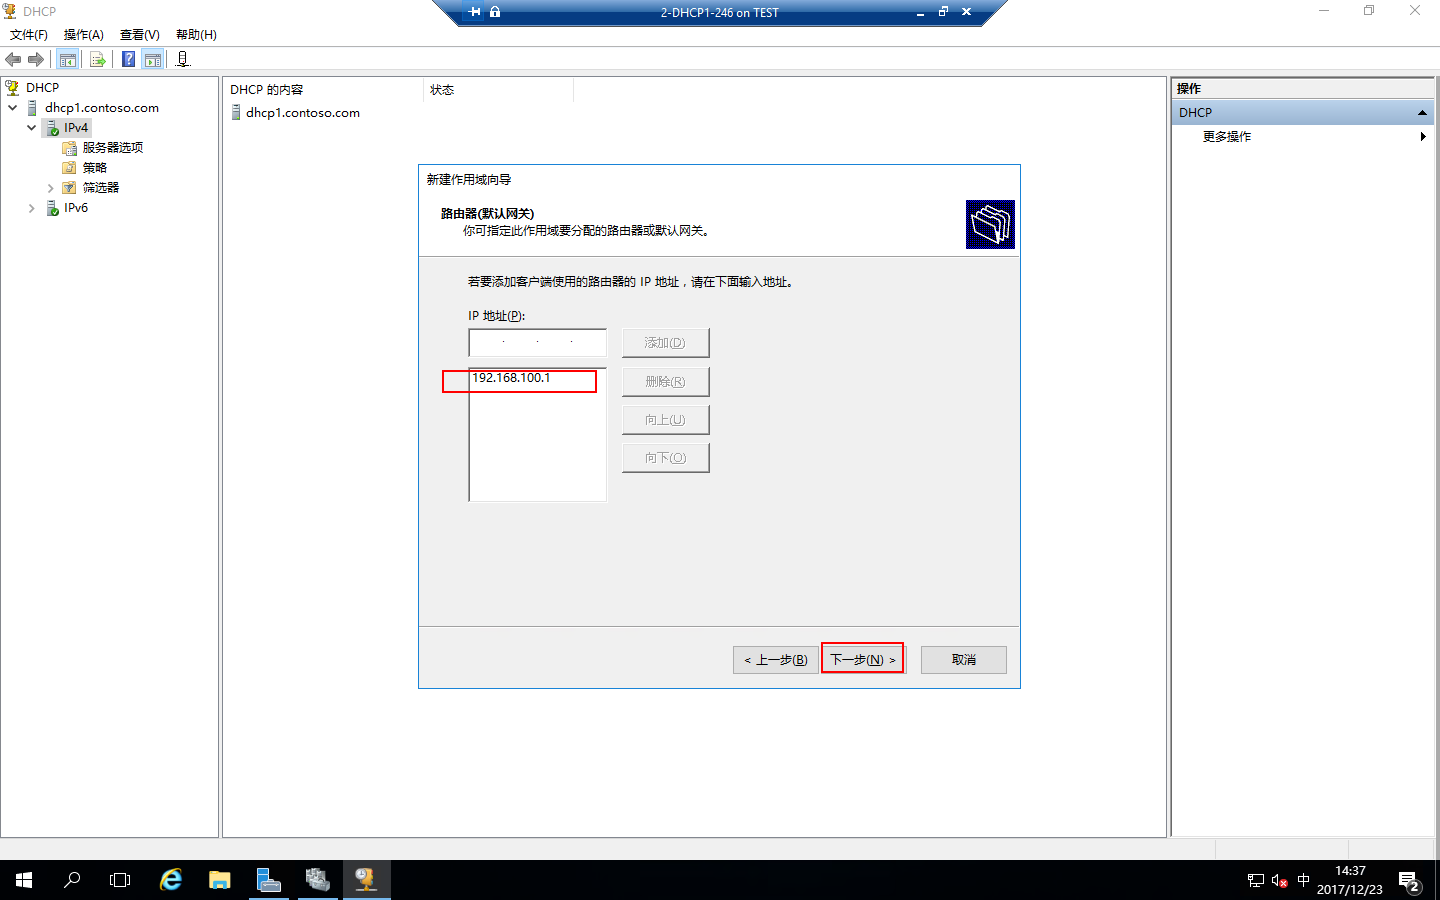 DHCP
2-DHCP1-246 on TEST
文件(F) 操作(A) 查看(V) 帮助(H)
DHCP
dhcp1.contoso.com
IPv4
服务器选项
策略
筛选器
IPv6
DHCP 的内容 状态
dhcp1.contoso.com
操作
DHCP
更多操作
新建作用域向导
路由器(默认网关)
你可指定此作用域要分配的路由器或默认网关。
若要添加客户端使用的路由器的 IP 地址，请在下面输入地址。
IP 地址(P):
. . . 添加(D)
192.168.100.1 删除(R)
向上(U)
向下(O)
< 上一步(B) 下一步(N) > 取消
中
14:37
2017/12/23
2